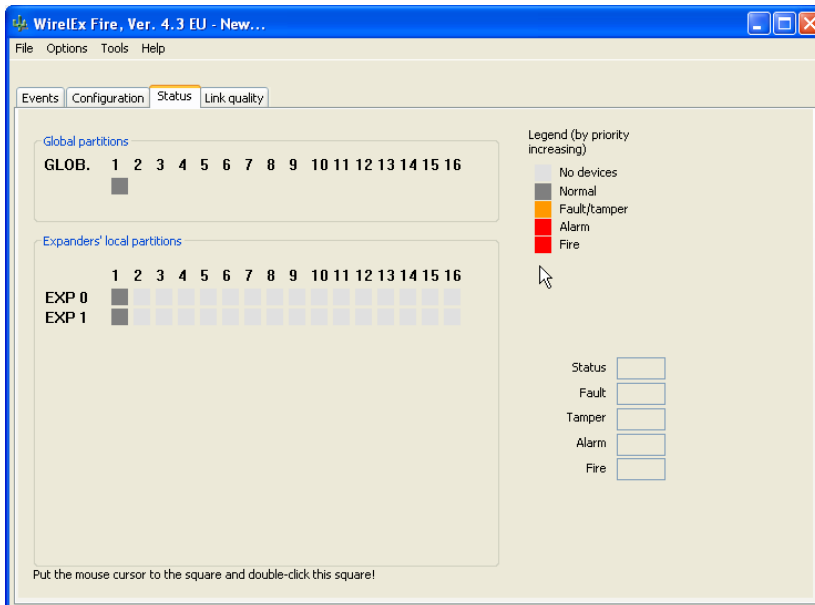 WirelEx Fire, Ver. 4.3 EU - New...
File Options Tools Help
Events Configuration Status Link quality
Global partitions
GLOB. 1 2 3 4 5 6 7 8 9 10 11 12 13 14 15 16
Expanders' local partitions
1 2 3 4 5 6 7 8 9 10 11 12 13 14 15 16
EXP 0
EXP 1
Put the mouse cursor to the square and double-click this square!
Legend (by priority
increasing)
No devices
Normal
Fault/tamper
Alarm
Fire
Status
Fault
Tamper
Alarm
Fire